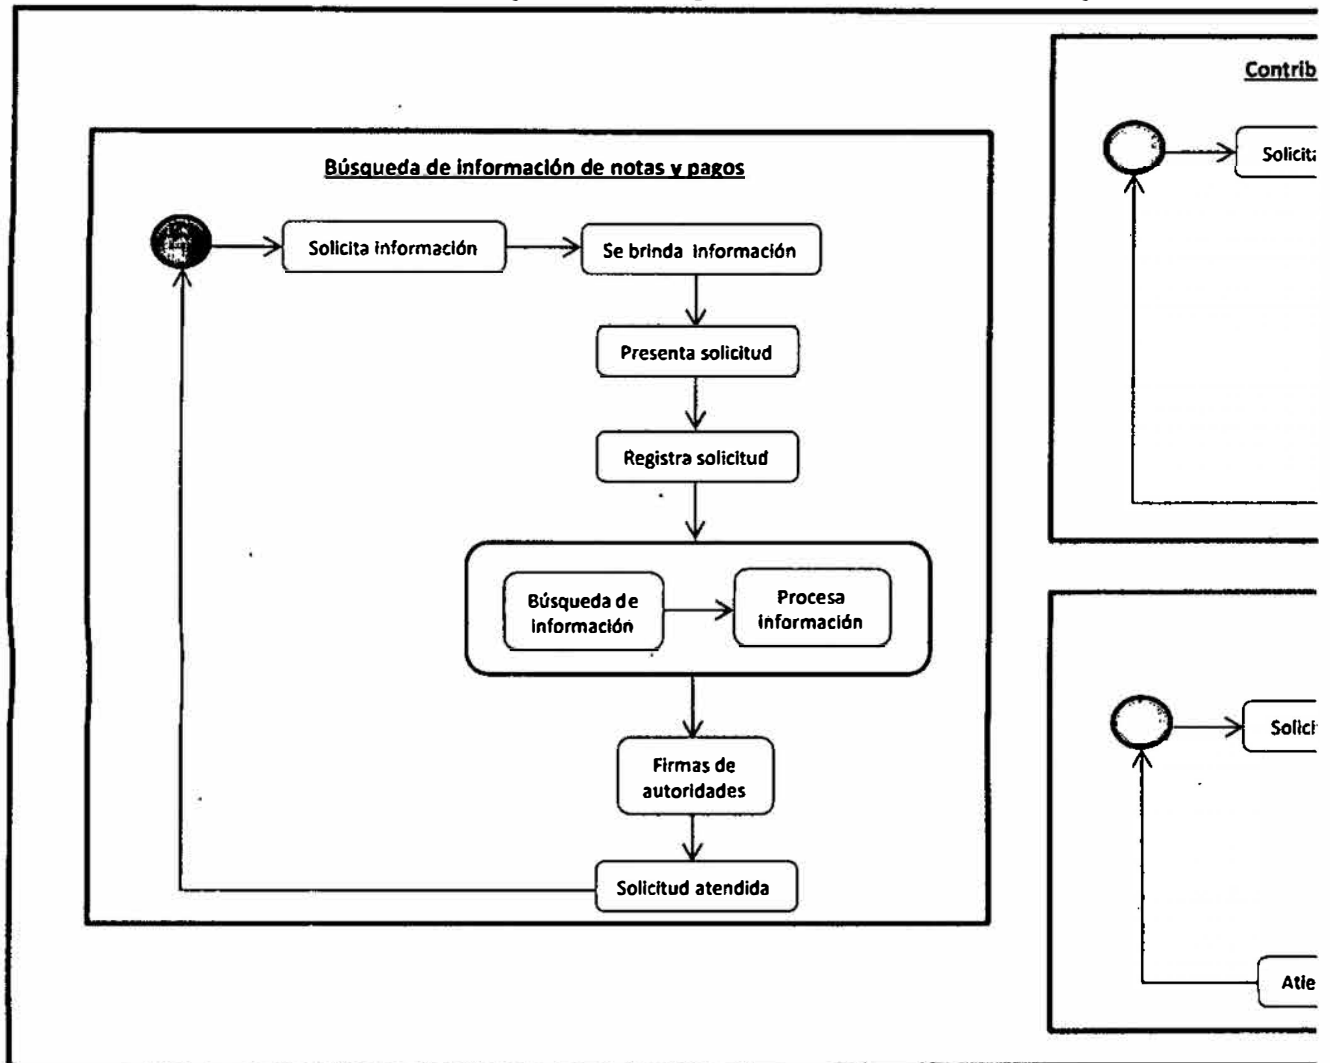 Búsqueda de información de notas y pagos
Solicita información
Se brinda información
Presenta solicitud
Registra solicitud
Búsqueda de
información
Procesa
información
Firmas de
autoridades
Solicitud atendida
Contrib
Solicita
Solici
Atie